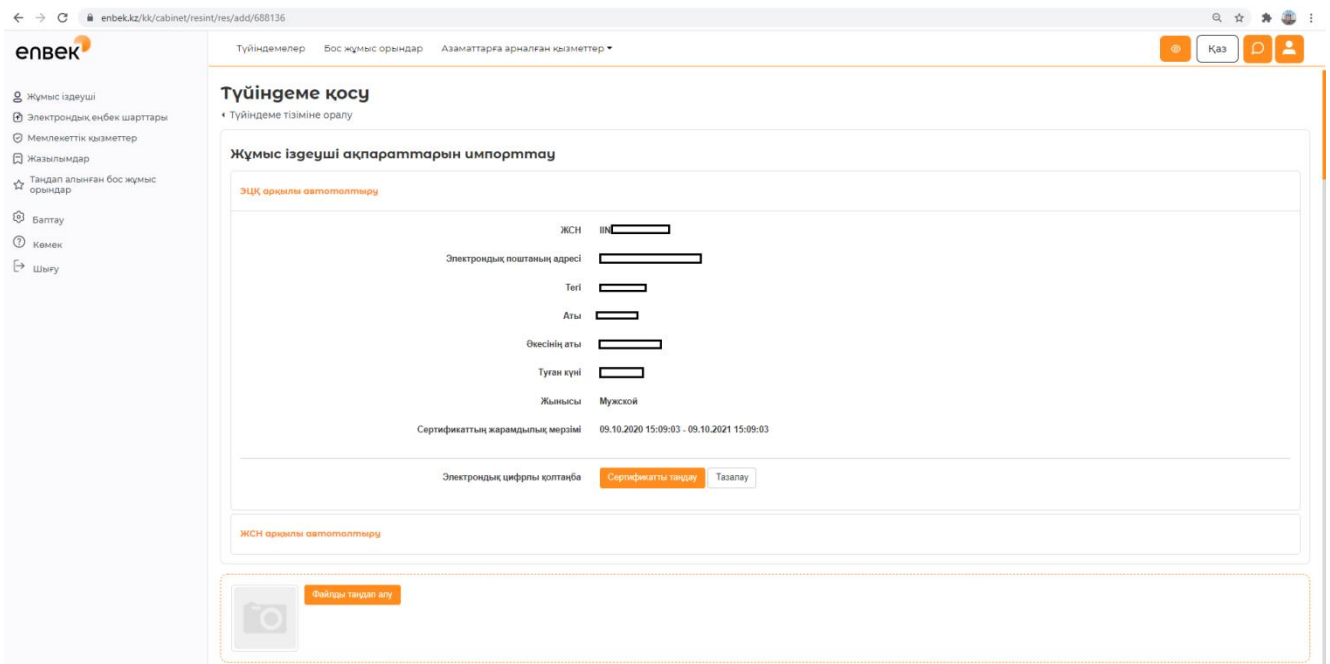 enbek.kz/kk/cabinet/resint/res/add/688136
enbek
Түйіндемелер Бос жұмыс орындар Азаматтарға арналған қызметтер
Қаз
Жұмыс іздеуші
Электрондық еңбек шарттары
Мемлекеттік қызметтер
Жазылымдар
Таңдап алынған бос жұмыс
орындар
Баптау
Көмек
Шығу
Түйіндеме қосу
Түйіндеме тізіміне оралу
Жұмыс іздеуші ақпараттарын импорттау
ЭЦҚ арқылы автотолтыру
ЖСН IIN
Электрондық поштаның адресі
Тегі
Аты
Әкесінің аты
Туған күні
Жынысы Мужской
Сертификаттың жарамдылық мерзімі 09.10.2020 15:09:03 - 09.10.2021 15:09:03
Электрондық цифрлы қолтаңба Сертификатты таңдау Тазалау
ЖСН арқылы автотолтыру
Файлды таңдап алу